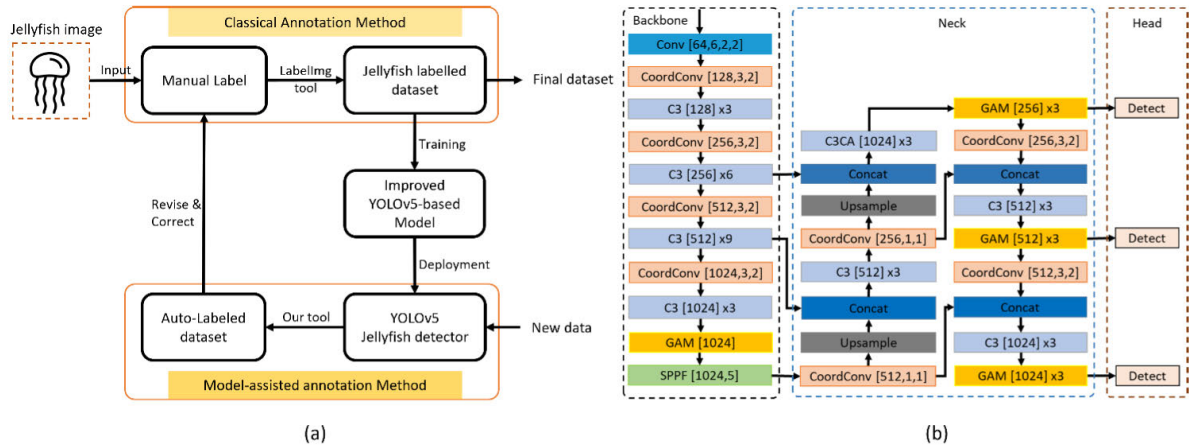 Classical Annotation Method
Jellyfish image
Input
Manual Label
LabelImg
tool
Jellyfish labelled
dataset
Final dataset
Training
Improved
YOLOv5-based
Model
Revise &
Correct
Deployment
Auto-Labeled
dataset
Our tool
YOLOv5
Jellyfish detector
New data
Model-assisted annotation Method
(a)
Backbone
Conv [64,6,2,2]
CoordConv [128,3,2]
C3 [128] x3
CoordConv [256,3,2]
C3 [256] x6
CoordConv [512,3,2]
C3 [512] x9
CoordConv [1024,3,2]
C3 [1024] x3
GAM [1024]
SPPF [1024,5]
Neck
C3CA [1024] x3
Concat
Upsample
CoordConv [256,1,1]
C3 [512] x3
Concat
Upsample
CoordConv [512,1,1]
GAM [256] x3
CoordConv [256,3,2]
Concat
C3 [512] x3
GAM [512] x3
CoordConv [512,3,2]
Concat
C3 [1024] x3
GAM [1024] x3
Head
Detect
Detect
Detect
(b)